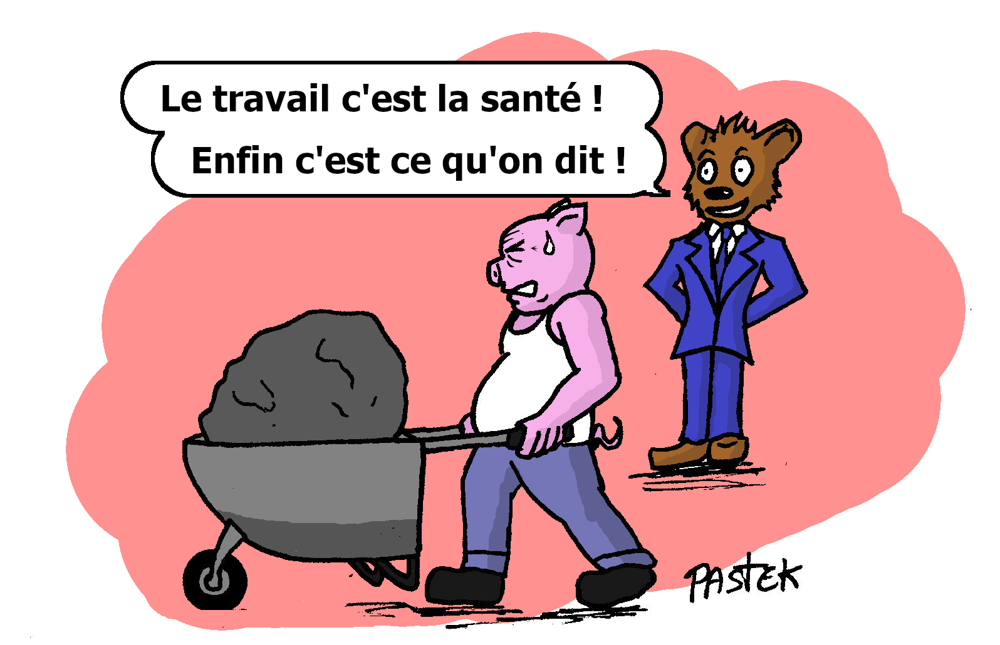 Le travail c'est la santé !
Enfin c'est ce qu'on dit !
PASTEK